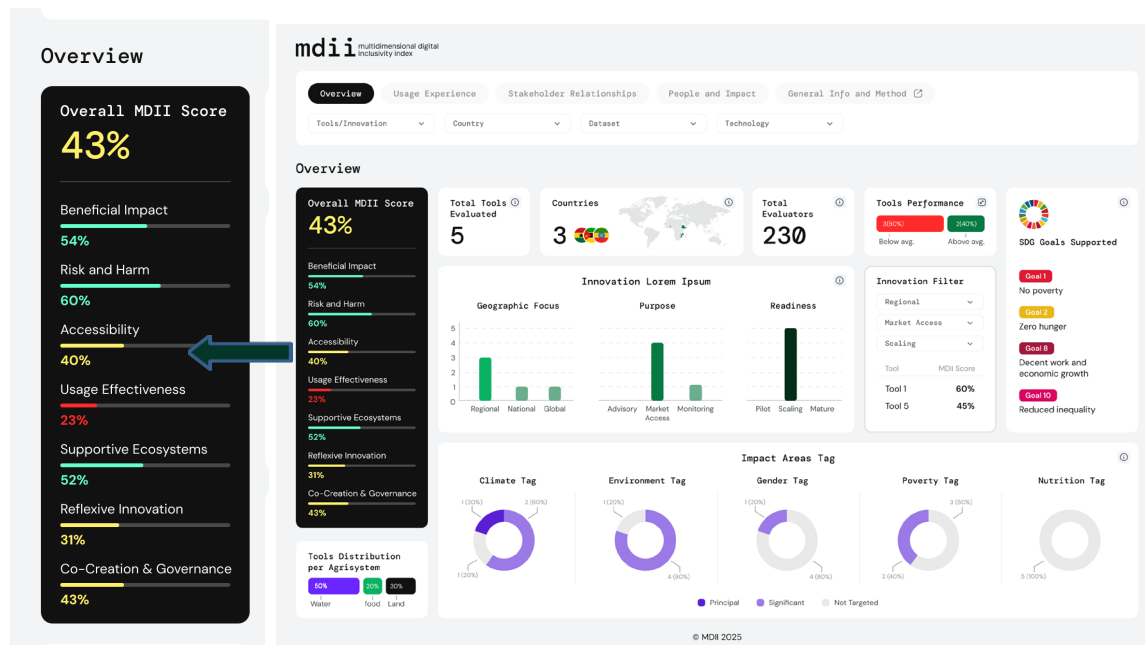 Overview
Overall MDII Score
43%
Beneficial Impact
54%
Risk and Harm
60%
Accessibility
40%
Usage Effectiveness
23%
Supportive Ecosystems
52%
Reflexive Innovation
31%
Co-Creation & Governance
43%
mdii multidimensional digital
inclusivity index
Overview Usage Experience Stakeholder Relationships People and Impact General Info and Method
Tools/Innovation Country Dataset Technology
Overview
Overall MDII Score
43%
Beneficial Impact
54%
Risk and Harm
60%
Accessibility
40%
Usage Effectiveness
23%
Supportive Ecosystems
52%
Reflexive Innovation
31%
Co-Creation & Governance
43%
Total Tools
Evaluated
5
Countries
3
Total
Evaluators
230
Tools Performance
3(60%) 2(40%)
Below avg. Above avg.
SDG Goals Supported
Goal 1
No poverty
Goal 2
Zero hunger
Goal 8
Decent work and
economic growth
Goal 10
Reduced inequality
Innovation Lorem Ipsum
Geographic Focus Purpose Readiness
5
4
3
2
1
0
Regional National Global Advisory Market Access Monitoring Pilot Scaling Mature
Innovation Filter
Regional
Market Access
Scaling
Tool MDII Score
Tool 1 60%
Tool 5 45%
Tools Distribution
per Agrisystem
50% 20% 30%
Water food Land
Impact Areas Tag
Climate Tag Environment Tag Gender Tag Poverty Tag Nutrition Tag
1 (20%) 2 (60%) 1 (20%) 1 (20%) 3 (60%)
1 (20%) 4 (80%) 4 (80%) 2 (40%) 5 (100%)
Principal Significant Not Targeted
© MDII 2025